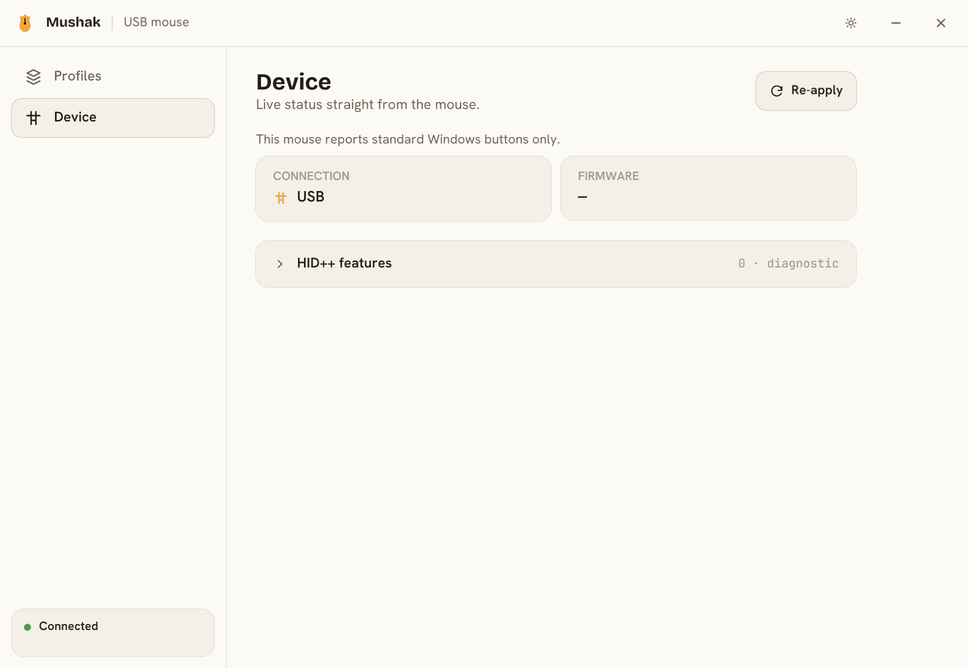 Mushak
USB mouse
Profiles
Device
Device
Live status straight from the mouse.
Re-apply
This mouse reports standard Windows buttons only.
CONNECTION
USB
FIRMWARE
—
HID++ features
0 · diagnostic
Connected